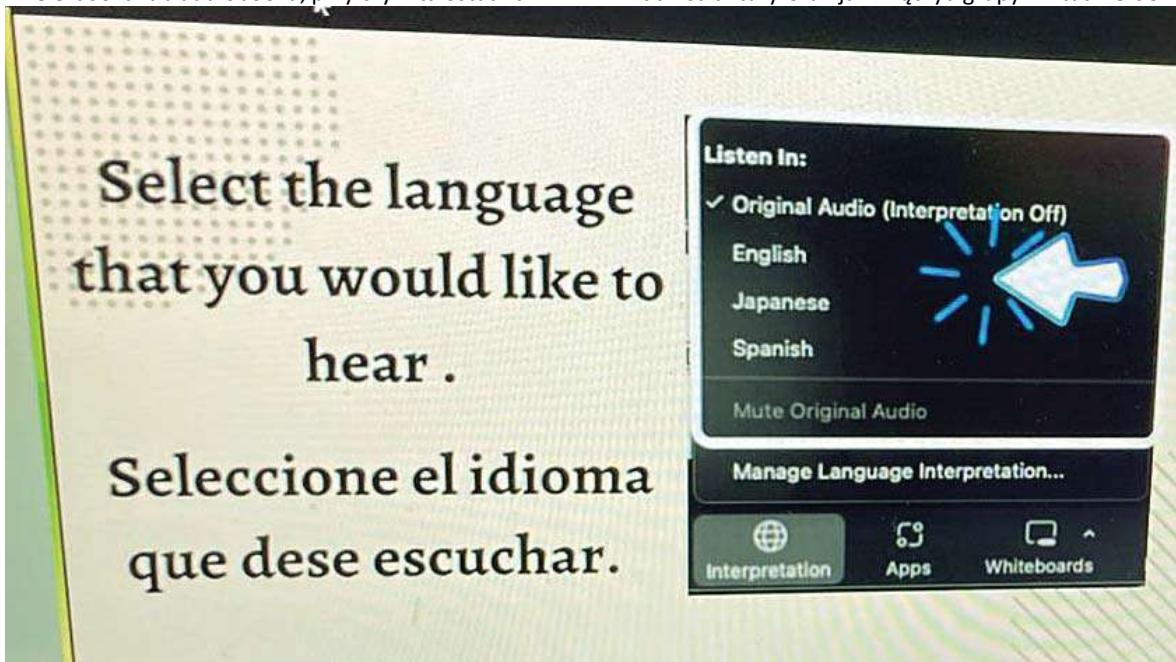 Select the language
that you would like to
hear .
Seleccione el idioma
que dese escuchar.
Listen In:
✓ Original Audio (Interpretation Off)
English
Japanese
Spanish
Mute Original Audio
Manage Language Interpretation...
Interpretation
Apps
Whiteboards